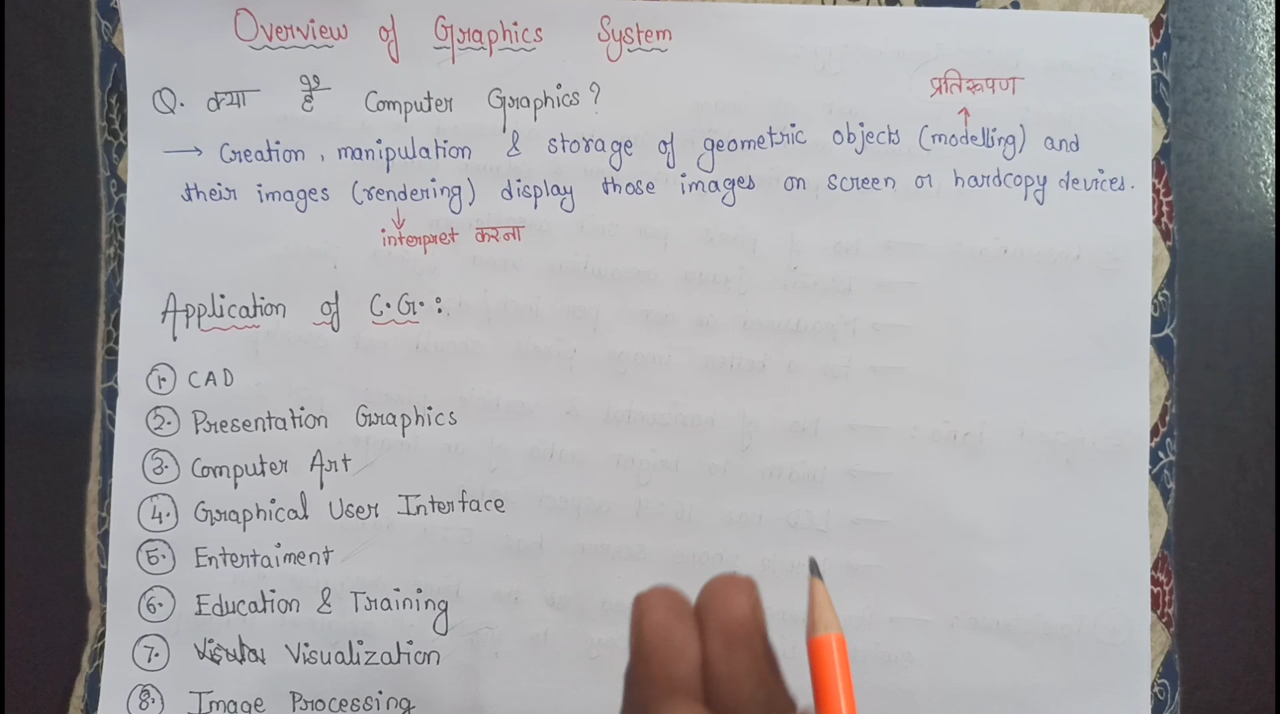 Overview of Graphics System
Q. क्या है Computer Graphics?
प्रतिरूपण
→ Creation, manipulation & storage of geometric objects (modelling) and
their images (rendering) display those images on screen or hardcopy devices.
interpret करना
Application of C.G.:
1. CAD
2. Presentation Graphics
3. Computer Art
4. Graphical User Interface
5. Entertaiment
6. Education & Training
7. Visualization
8. Image Processing